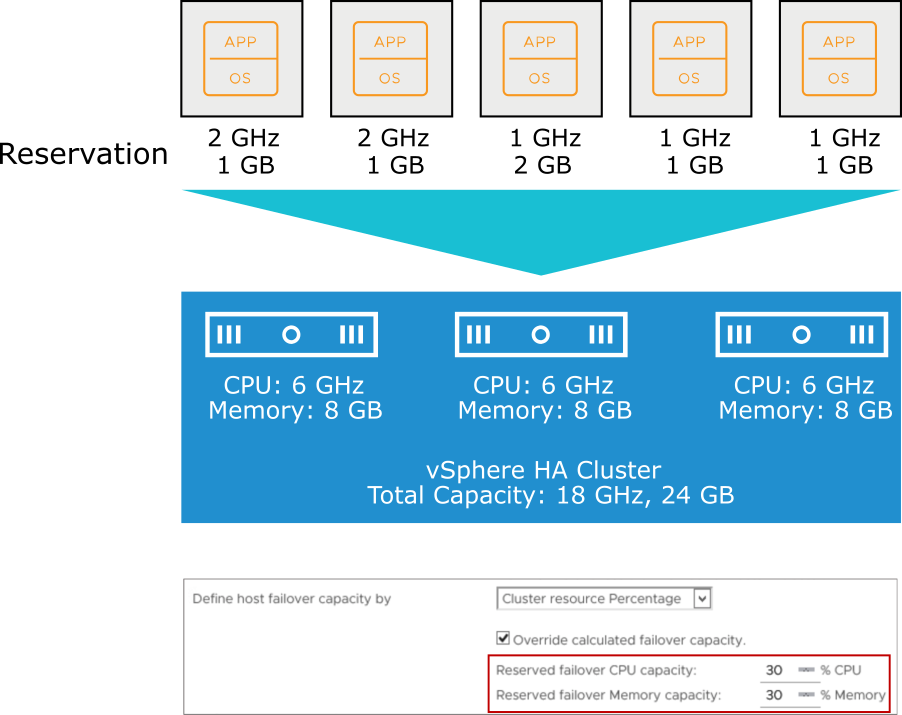 APP APP APP APP APP
OS OS OS OS OS
Reservation
2 GHz 2 GHz 1 GHz 1 GHz 1 GHz
1 GB 1 GB 2 GB 1 GB 1 GB
CPU: 6 GHz CPU: 6 GHz CPU: 6 GHz
Memory: 8 GB Memory: 8 GB Memory: 8 GB
vSphere HA Cluster
Total Capacity: 18 GHz, 24 GB
Define host failover capacity by Cluster resource Percentage
Override calculated failover capacity.
Reserved failover CPU capacity: 30 % CPU
Reserved failover Memory capacity: 30 % Memory